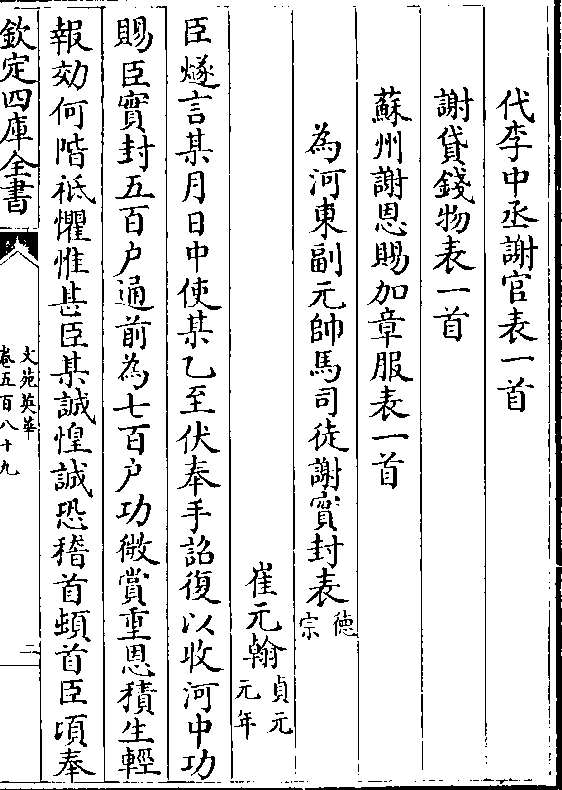 代李中丞謝官表一首
謝貸錢物表一首
蘇州謝恩賜加章服表一首
為河東副元帥馬司徒謝實封表德宗
崔元翰貞元元年
臣燧言某月日中使某乙至伏奉手詔復以收河中功
賜臣實封五百户通前為七百户功微賞重恩積生輕
報効何階祗懼惟甚臣某誠惶誠恐稽首頓首臣頃奉
欽定四庫全書
文苑英華
卷五百八十九
二